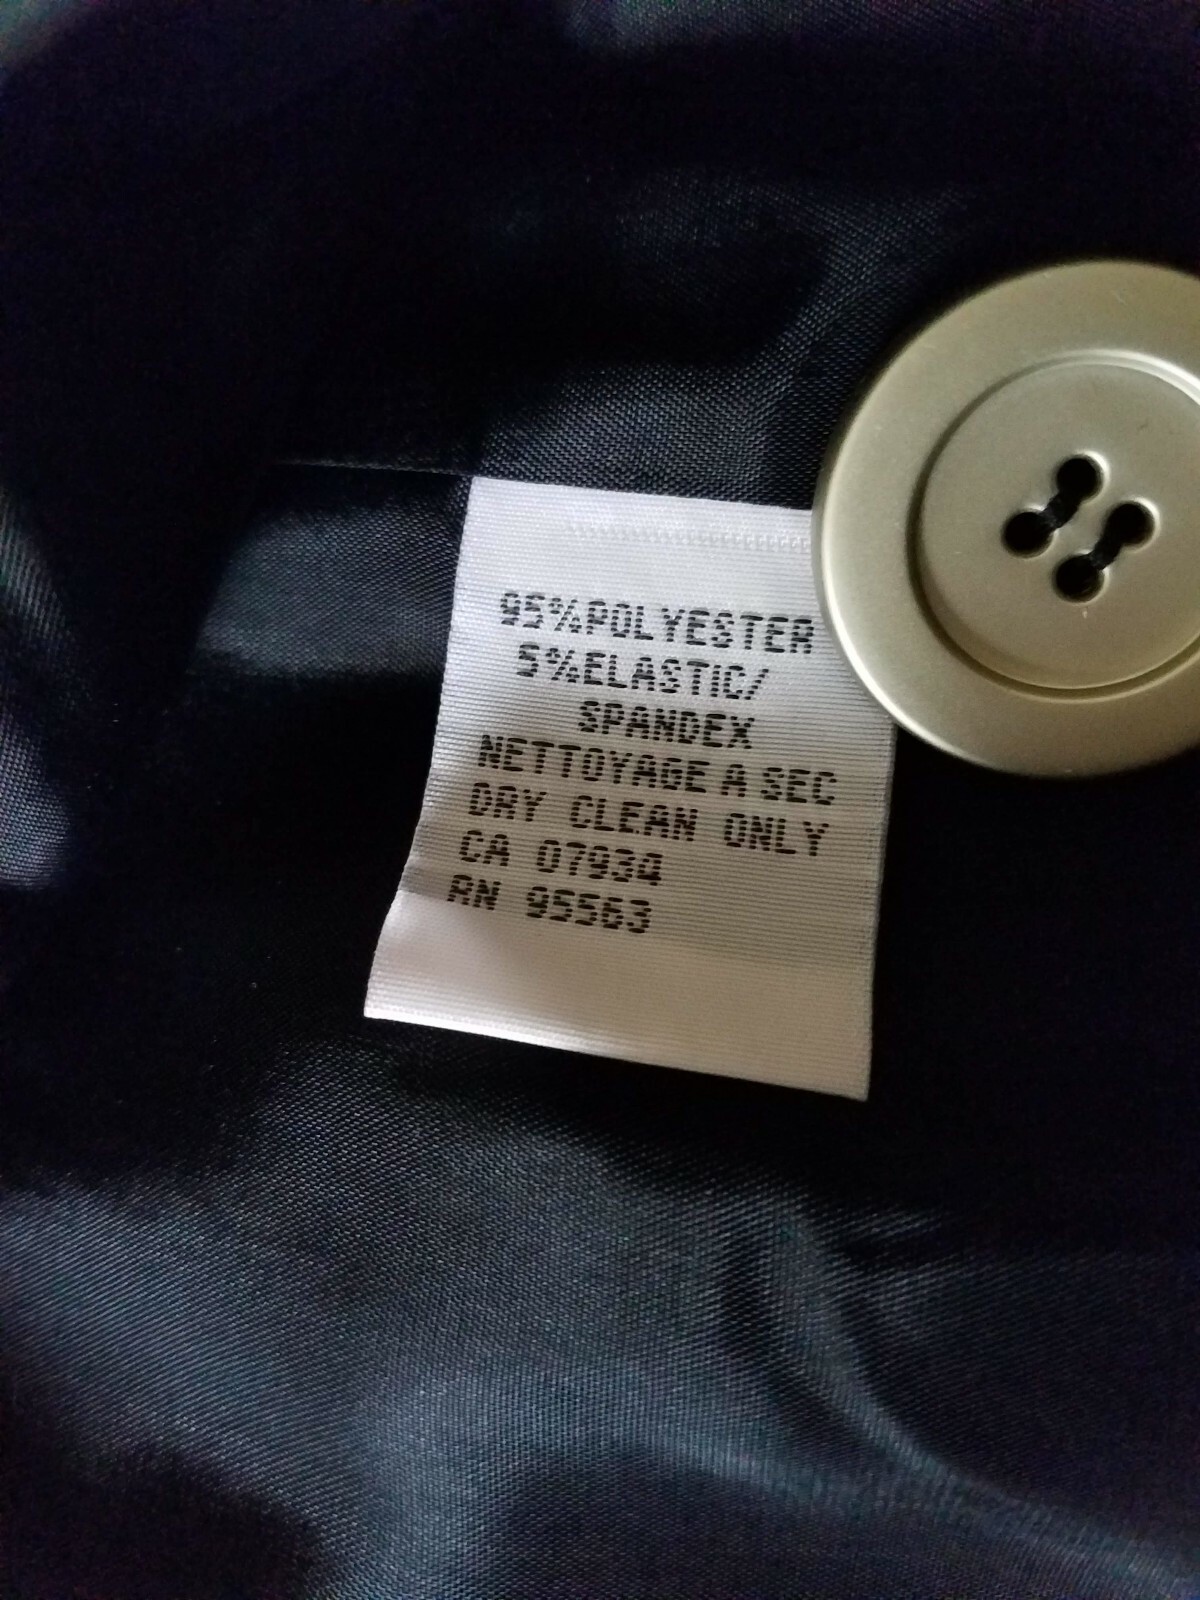 95%POLYESTER
5%ELASTIC/
SPANDEX
NETTOYAGE A SEC
DRY CLEAN ONLY
CA 07934
RN 95563